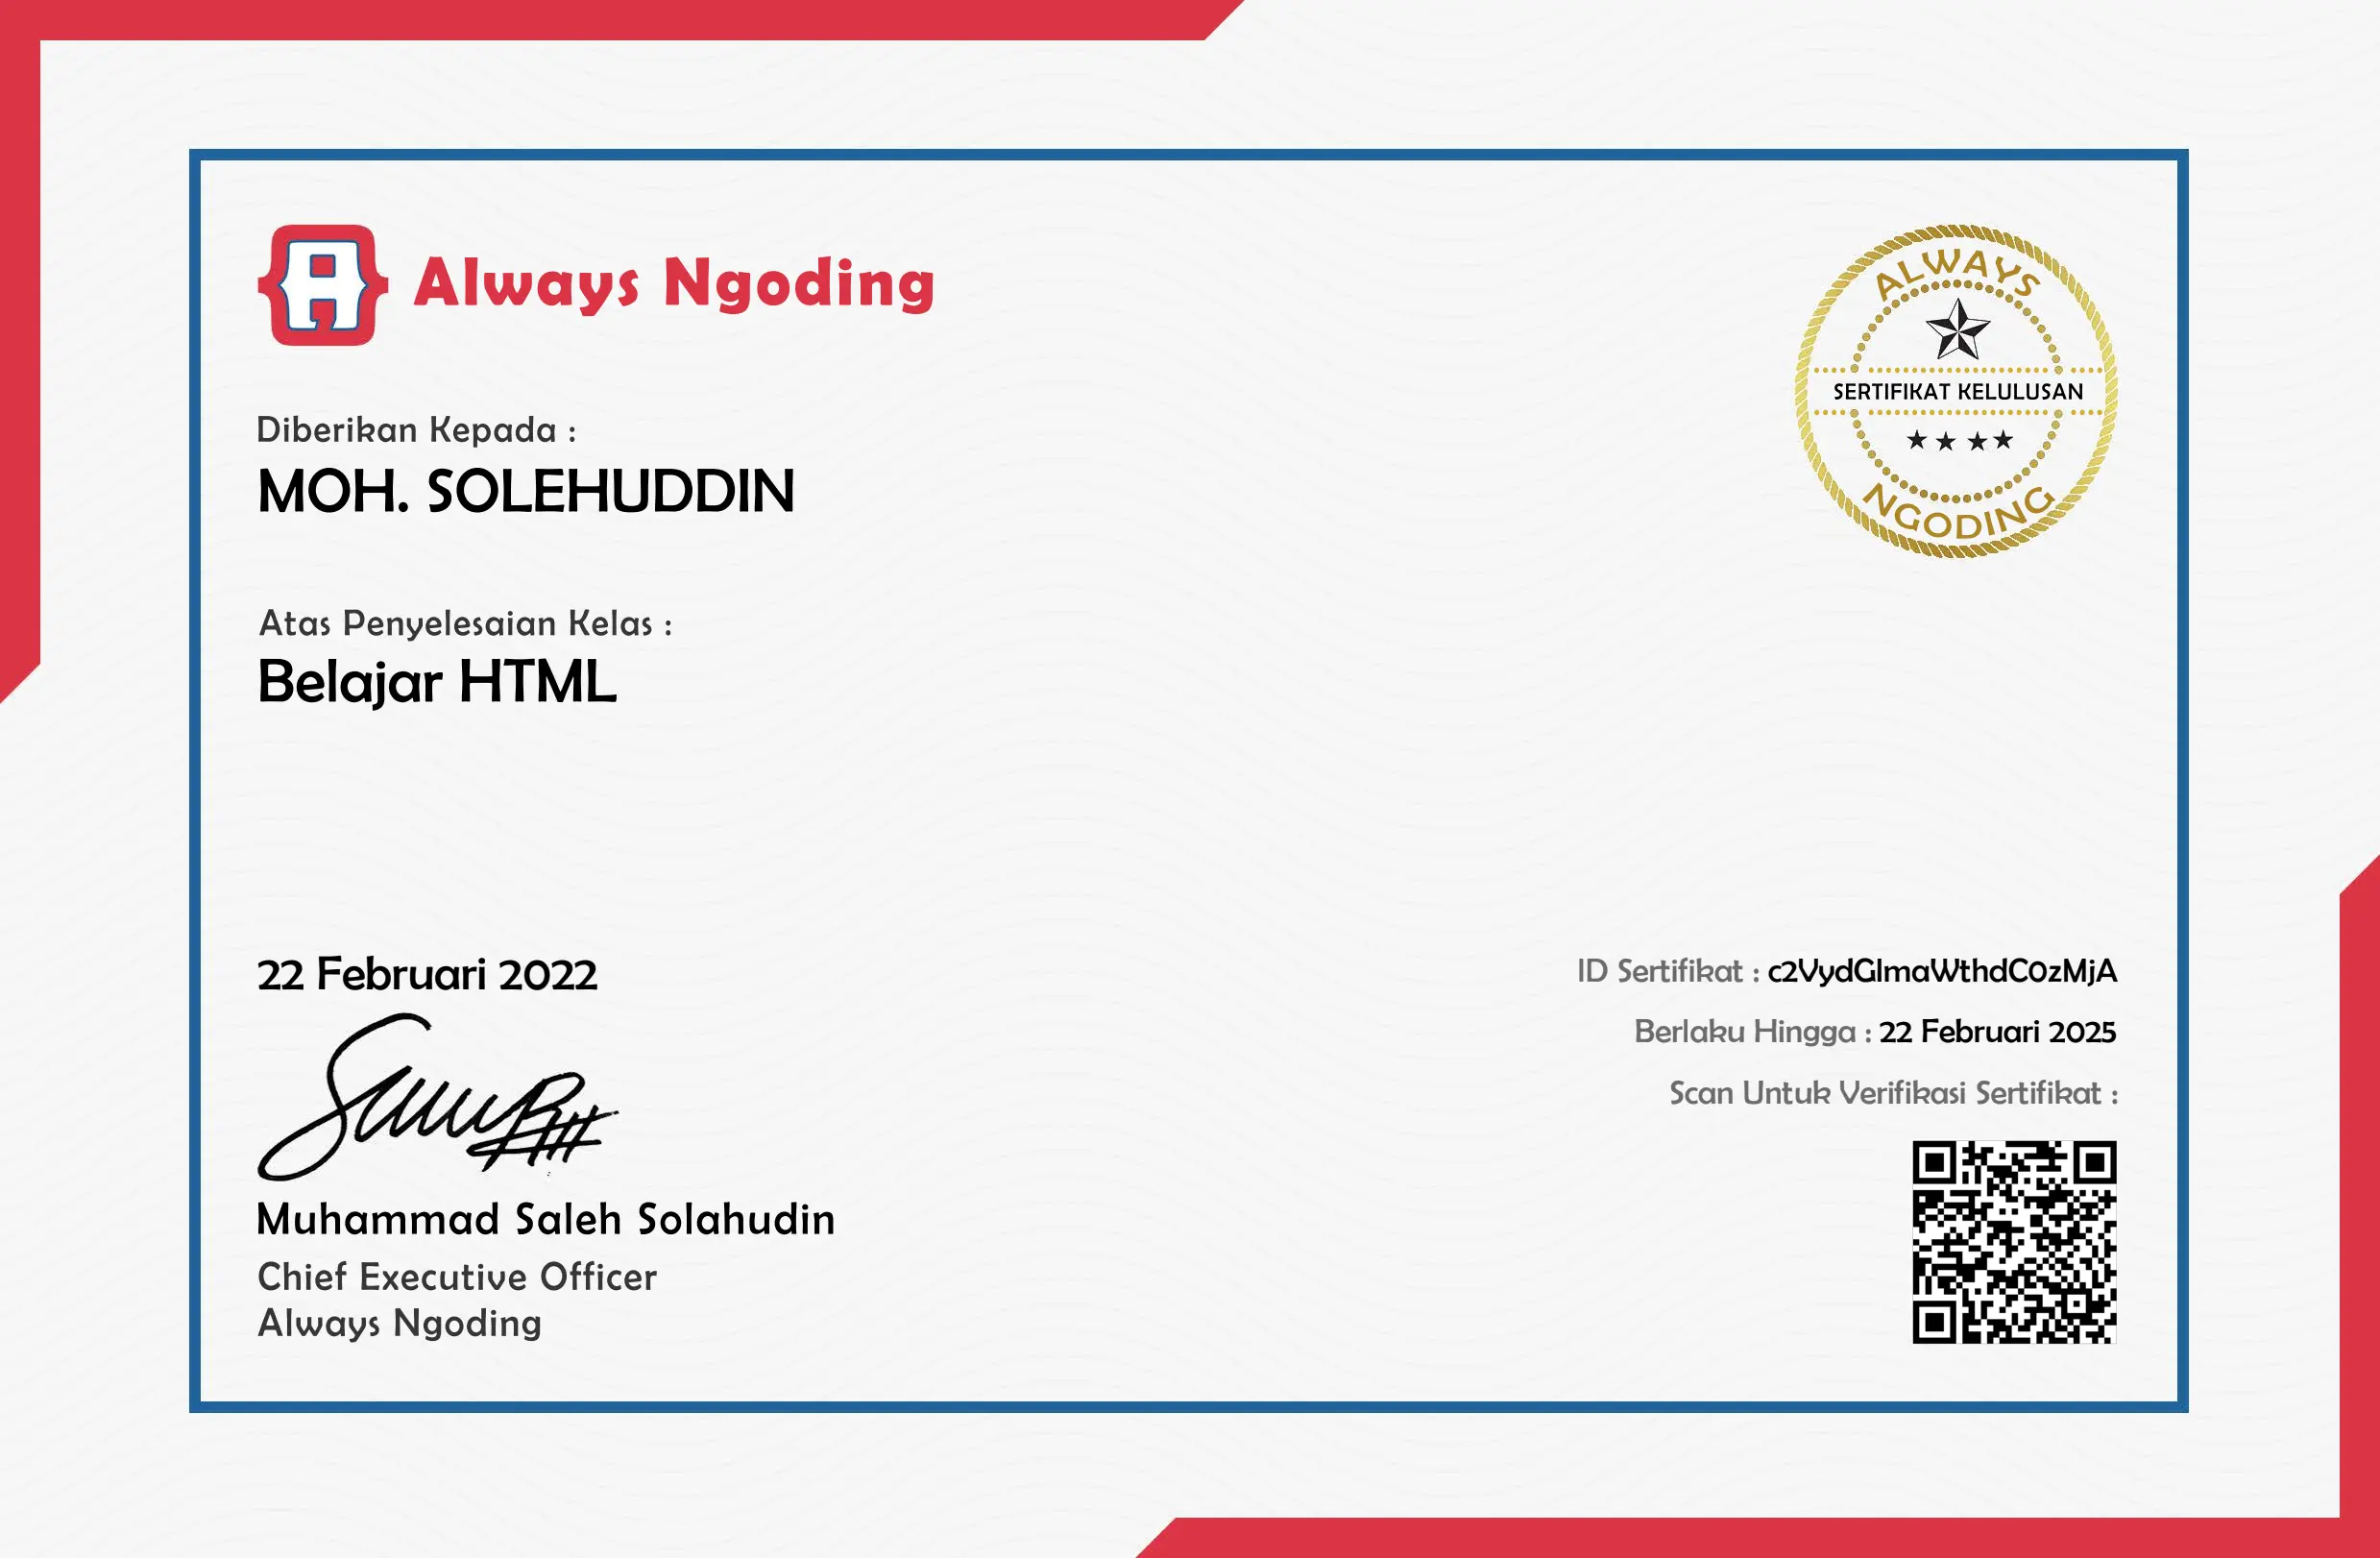 Always Ngoding
ALWAYS
SERTIFIKAT KELULUSAN
NGODING
Diberikan Kepada :
MOH. SOLEHUDDIN
Atas Penyelesaian Kelas :
Belajar HTML
22 Februari 2022
Muhammad Saleh Solahudin
Chief Executive Officer
Always Ngoding
ID Sertifikat : c2VydGlmaWthdC0zMjA
Berlaku Hingga : 22 Februari 2025
Scan Untuk Verifikasi Sertifikat :